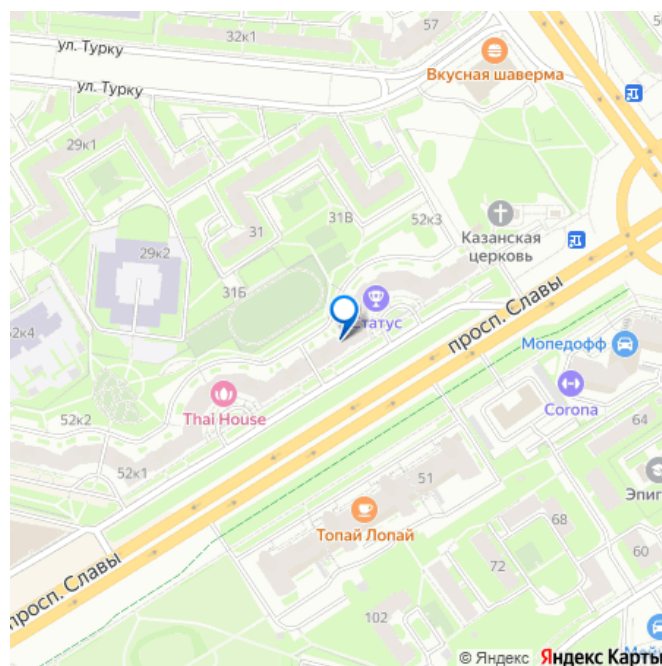 57
32к1
ул. Турку
Вкусная шаверма
ул. Турку
29к1
31В
52к3
31
Казанская
церковь
29к2
31Б
просп. Славы
52к4
Статус
Мопедофф
Thai House
Corona
52к2
64
52к1
51
Топай Лопай
68
60
просп. Славы
72
102
© Яндекс Яндекс Карты